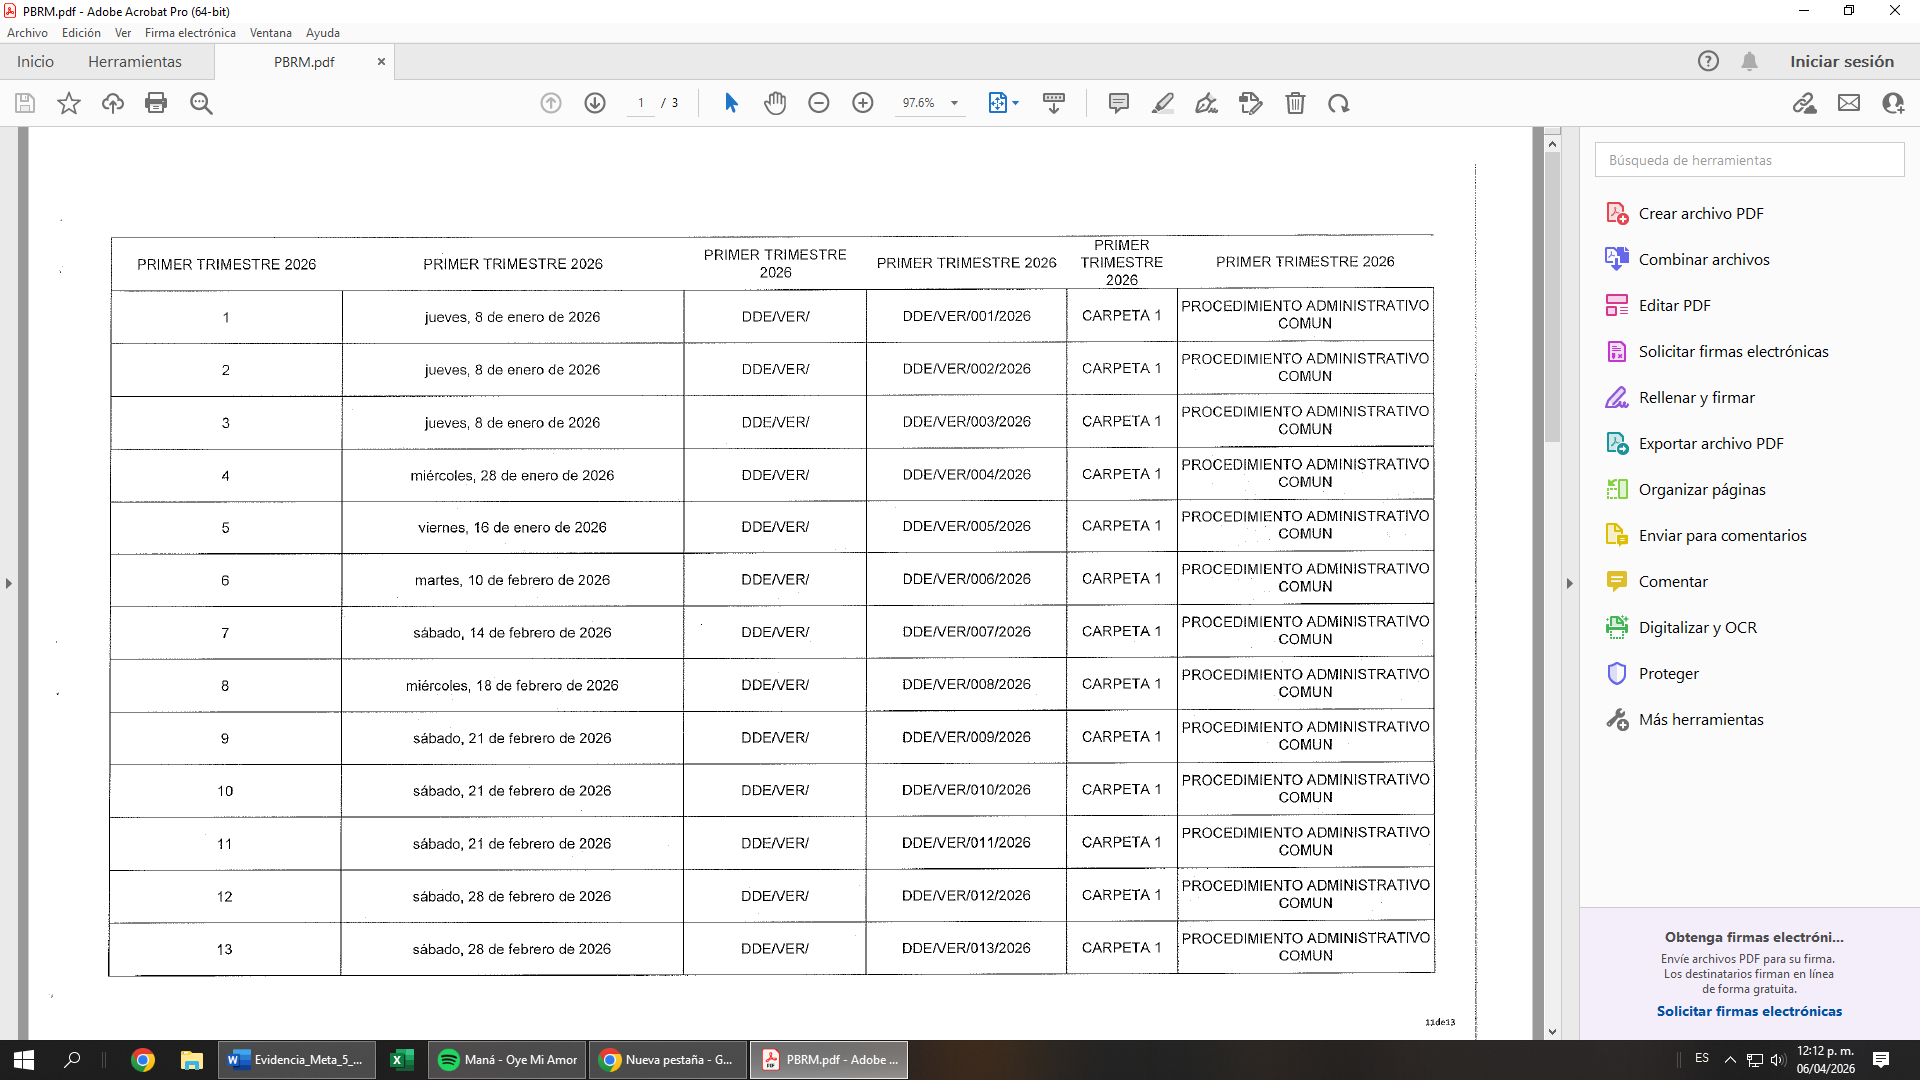 PBRM.pdf - Adobe Acrobat Pro (64-bit)
Archivo Edición Ver Firma electrónica Ventana Ayuda
Inicio Herramientas PBRM.pdf × Iniciar sesión
1 / 3 97.6%
Búsqueda de herramientas
Crear archivo PDF
Combinar archivos
Editar PDF
Solicitar firmas electrónicas
Rellenar y firmar
Exportar archivo PDF
Organizar páginas
Enviar para comentarios
Comentar
Digitalizar y OCR
Proteger
Más herramientas
Obtenga firmas electróni...
Envíe archivos PDF para su firma.
Los destinatarios firman en línea
de forma gratuita.
Solicitar firmas electrónicas
PRIMER TRIMESTRE 2026 PRIMER TRIMESTRE 2026 PRIMER TRIMESTRE 2026 PRIMER TRIMESTRE 2026 PRIMER TRIMESTRE 2026 PRIMER TRIMESTRE 2026
1 jueves, 8 de enero de 2026 DDE/VER/ DDE/VER/001/2026 CARPETA 1 PROCEDIMIENTO ADMINISTRATIVO COMUN
2 jueves, 8 de enero de 2026 DDE/VER/ DDE/VER/002/2026 CARPETA 1 PROCEDIMIENTO ADMINISTRATIVO COMUN
3 jueves, 8 de enero de 2026 DDE/VER/ DDE/VER/003/2026 CARPETA 1 PROCEDIMIENTO ADMINISTRATIVO COMUN
4 miércoles, 28 de enero de 2026 DDE/VER/ DDE/VER/004/2026 CARPETA 1 PROCEDIMIENTO ADMINISTRATIVO COMUN
5 viernes, 16 de enero de 2026 DDE/VER/ DDE/VER/005/2026 CARPETA 1 PROCEDIMIENTO ADMINISTRATIVO COMUN
6 martes, 10 de febrero de 2026 DDE/VER/ DDE/VER/006/2026 CARPETA 1 PROCEDIMIENTO ADMINISTRATIVO COMUN
7 sábado, 14 de febrero de 2026 DDE/VER/ DDE/VER/007/2026 CARPETA 1 PROCEDIMIENTO ADMINISTRATIVO COMUN
8 miércoles, 18 de febrero de 2026 DDE/VER/ DDE/VER/008/2026 CARPETA 1 PROCEDIMIENTO ADMINISTRATIVO COMUN
9 sábado, 21 de febrero de 2026 DDE/VER/ DDE/VER/009/2026 CARPETA 1 PROCEDIMIENTO ADMINISTRATIVO COMUN
10 sábado, 21 de febrero de 2026 DDE/VER/ DDE/VER/010/2026 CARPETA 1 PROCEDIMIENTO ADMINISTRATIVO COMUN
11 sábado, 21 de febrero de 2026 DDE/VER/ DDE/VER/011/2026 CARPETA 1 PROCEDIMIENTO ADMINISTRATIVO COMUN
12 sábado, 28 de febrero de 2026 DDE/VER/ DDE/VER/012/2026 CARPETA 1 PROCEDIMIENTO ADMINISTRATIVO COMUN
13 sábado, 28 de febrero de 2026 DDE/VER/ DDE/VER/013/2026 CARPETA 1 PROCEDIMIENTO ADMINISTRATIVO COMUN
11de13
Evidencia_Meta_5_... Maná - Oye Mi Amor Nueva pestaña - G... PBRM.pdf - Adobe ... ES 12:12 p. m.
06/04/2026